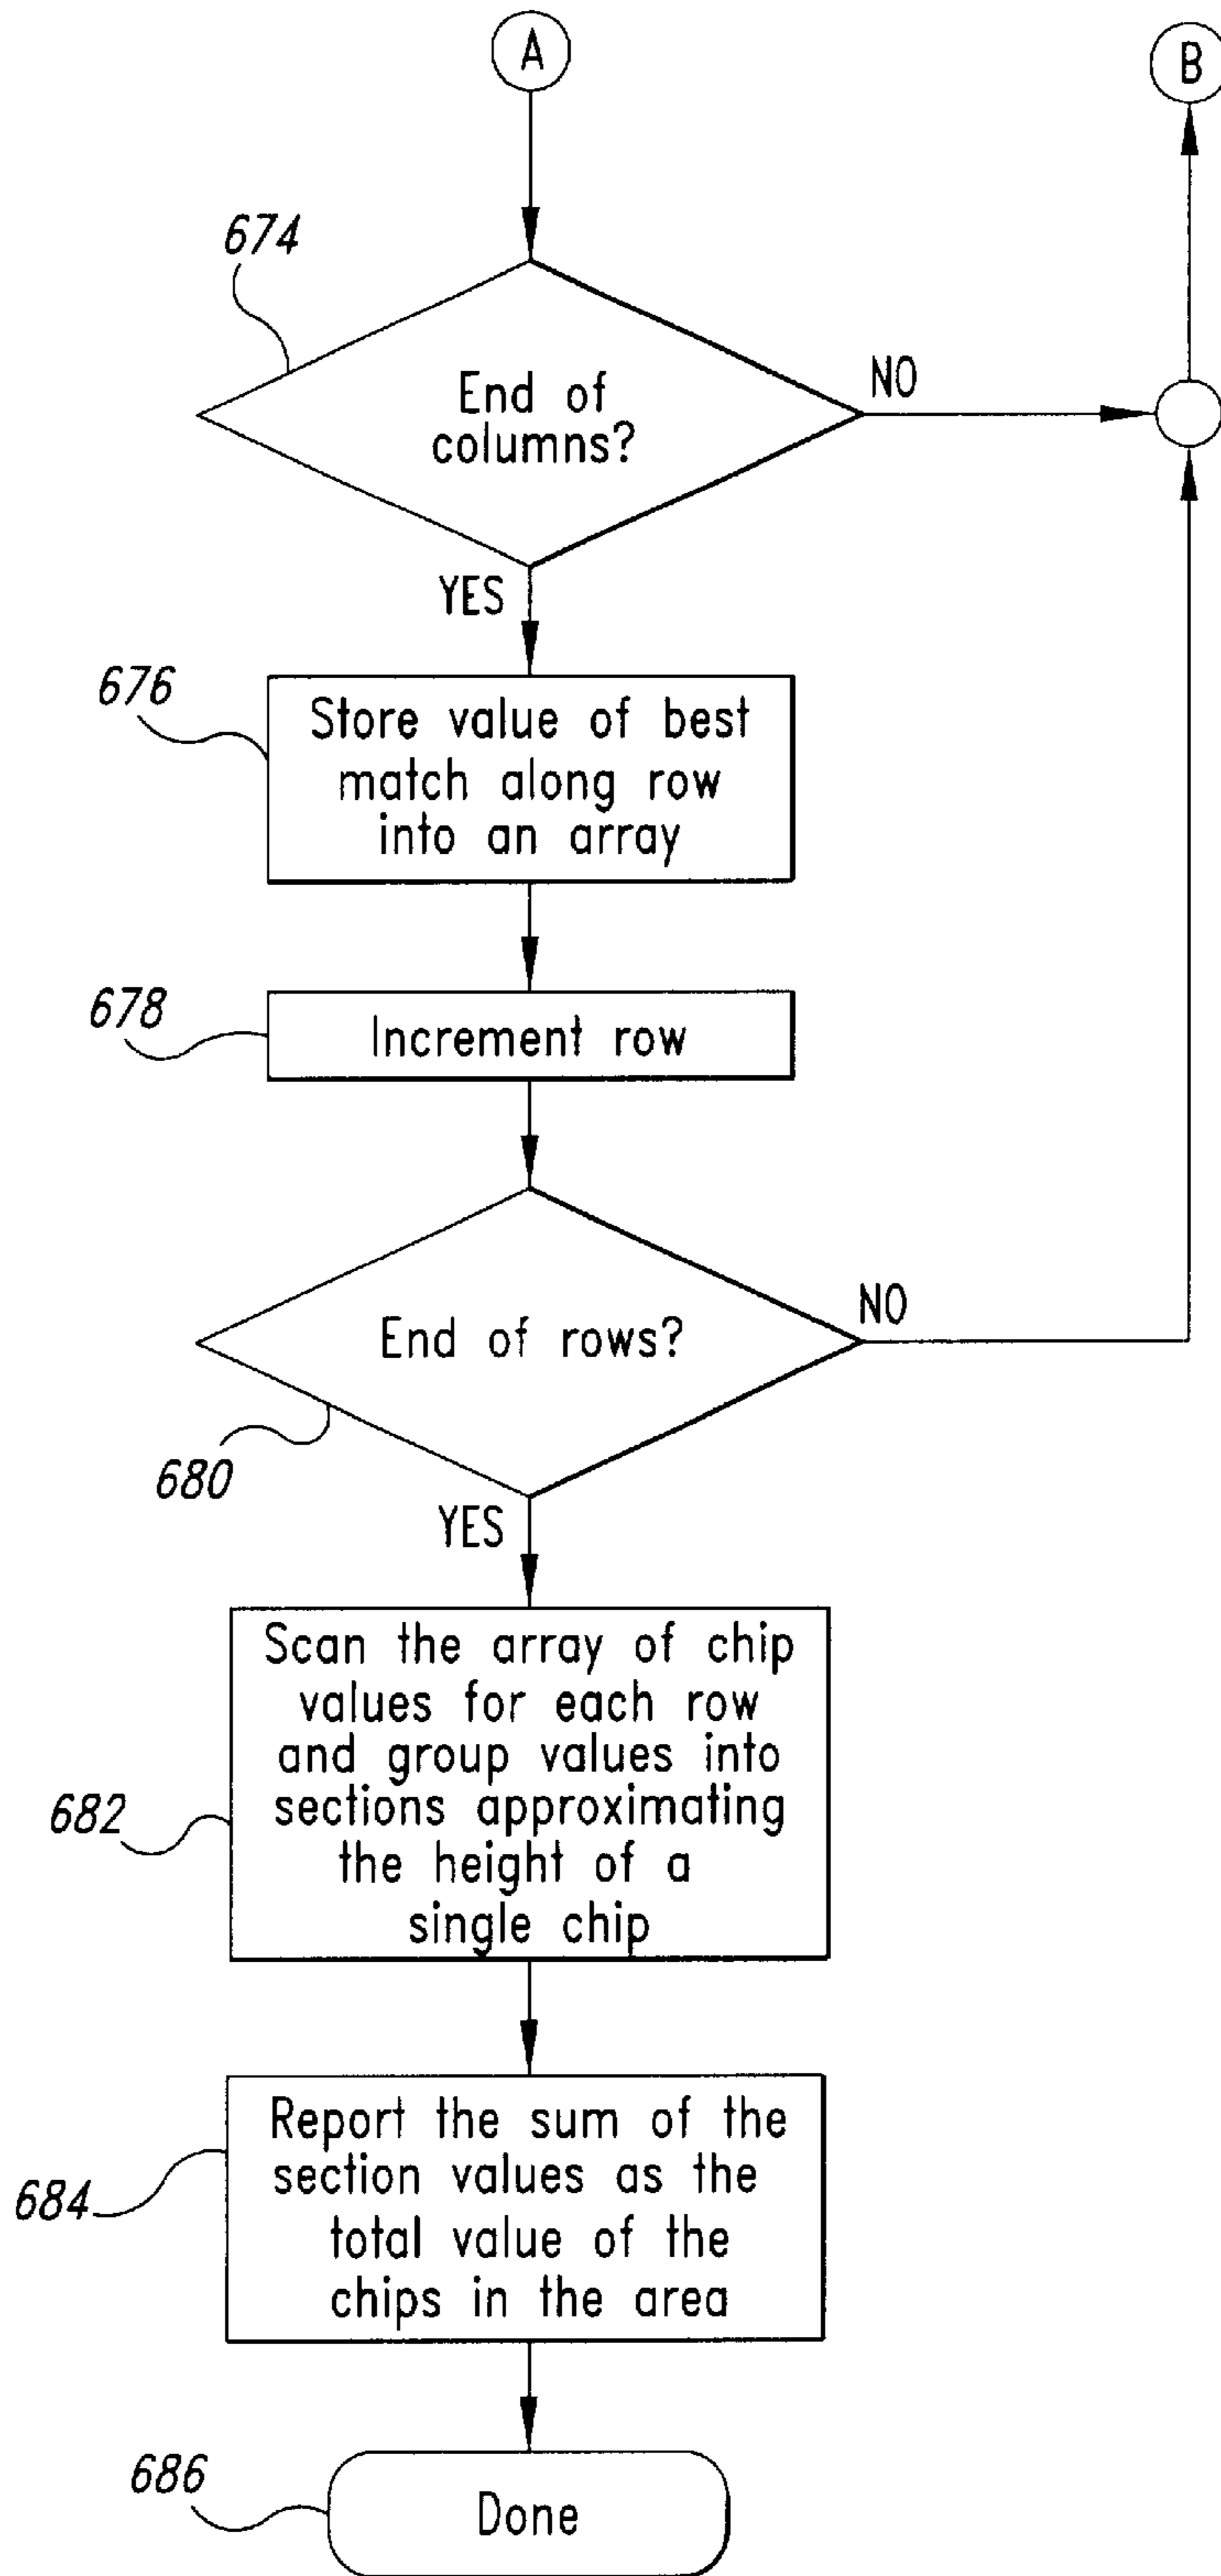 A
B
674
End of
columns?
NO
YES
676
Store value of best
match along row
into an array
678
Increment row
End of rows?
NO
680
YES
Scan the array of chip
values for each row
and group values into
sections approximating
the height of a
single chip
682
Report the sum of the
section values as the
total value of the
chips in the area
684
686
Done